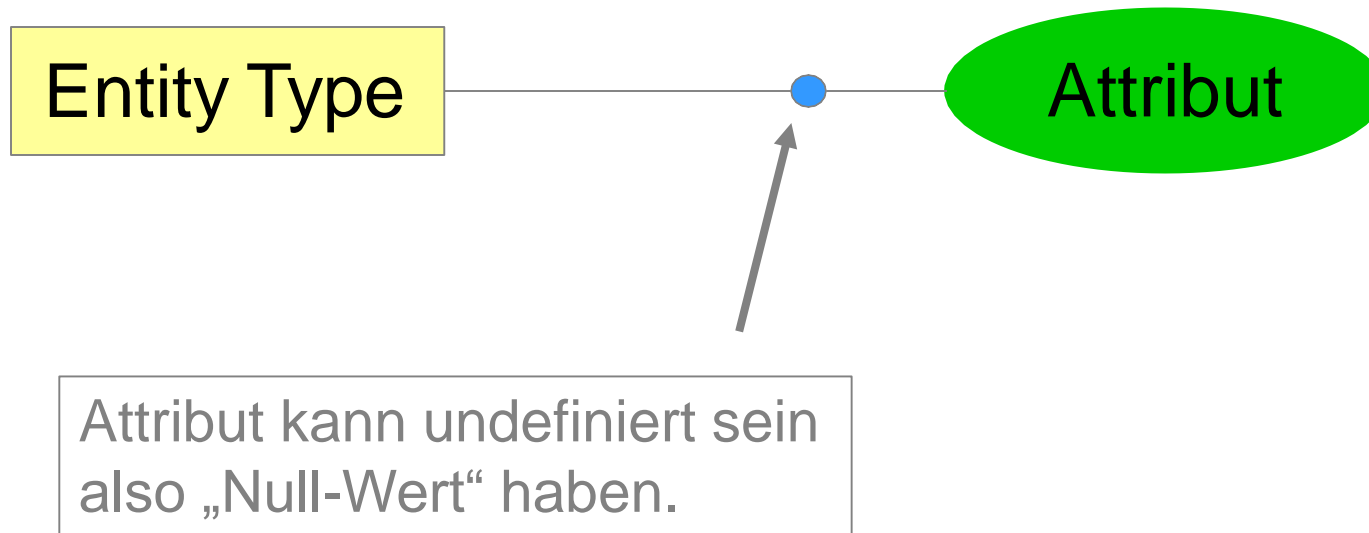 Entity Type
Attribut
Attribut kann undefiniert sein
also „Null-Wert“ haben.